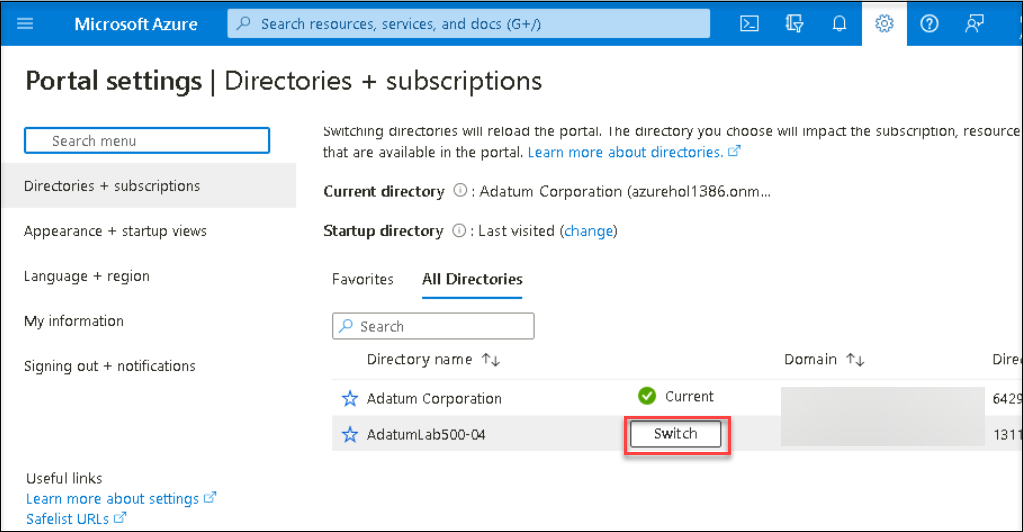 Microsoft Azure
Search resources, services, and docs (G+/)
Portal settings | Directories + subscriptions
Search menu
Directories + subscriptions
Appearance + startup views
Language + region
My information
Signing out + notifications
Useful links
Learn more about settings
Safelist URLs
Switching directories will reload the portal. The directory you choose will impact the subscription, resource
that are available in the portal. Learn more about directories.
Current directory : Adatum Corporation (azurehol1386.onm...
Startup directory : Last visited (change)
Favorites All Directories
Search
Directory name Domain Dire
Adatum Corporation Current 6429
AdatumLab500-04 Switch 1311